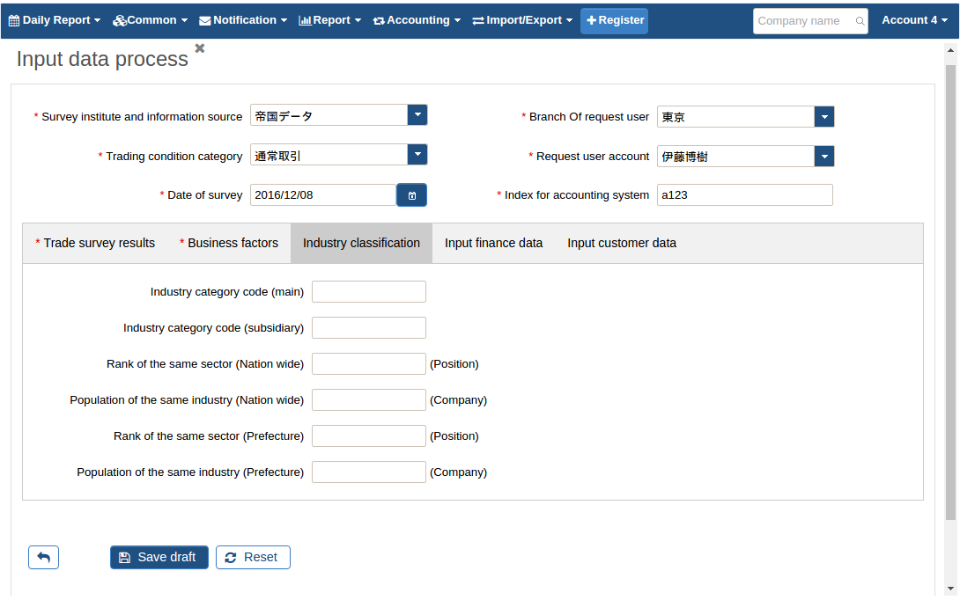 Daily Report Common Notification Report Accounting Import/Export Register Company name Account 4
Input data process
* Survey institute and information source 帝国データ * Branch Of request user 東京
* Trading condition category 通常取引 * Request user account 伊藤博樹
* Date of survey 2016/12/08 * Index for accounting system a123
* Trade survey results * Business factors Industry classification Input finance data Input customer data
Industry category code (main)
Industry category code (subsidiary)
Rank of the same sector (Nation wide) (Position)
Population of the same industry (Nation wide) (Company)
Rank of the same sector (Prefecture) (Position)
Population of the same industry (Prefecture) (Company)
Save draft Reset